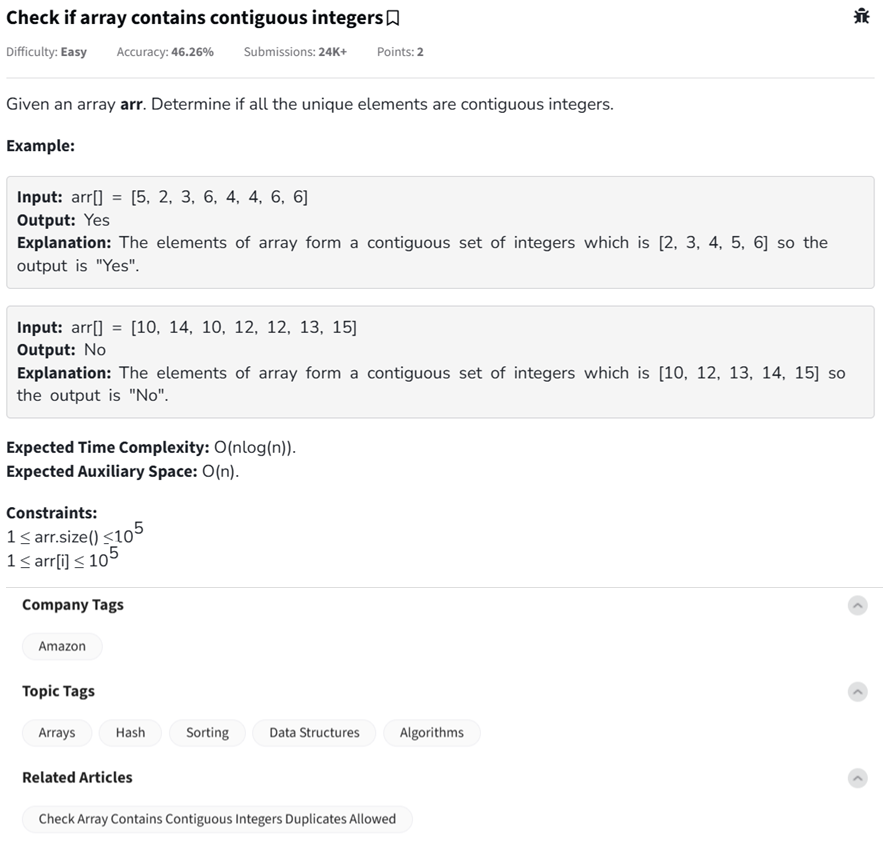 Check if array contains contiguous integers
Difficulty: Easy Accuracy: 46.26% Submissions: 24K+ Points: 2
Given an array arr. Determine if all the unique elements are contiguous integers.
Example:
Input: arr[] = [5, 2, 3, 6, 4, 4, 6, 6]
Output: Yes
Explanation: The elements of array form a contiguous set of integers which is [2, 3, 4, 5, 6] so the
output is "Yes".
Input: arr[] = [10, 14, 10, 12, 12, 13, 15]
Output: No
Explanation: The elements of array form a contiguous set of integers which is [10, 12, 13, 14, 15] so
the output is "No".
Expected Time Complexity: O(nlog(n)).
Expected Auxiliary Space: O(n).
Constraints:
1 ≤ arr.size() ≤10^5
1 ≤ arr[i] ≤ 10^5
Company Tags
Amazon
Topic Tags
Arrays Hash Sorting Data Structures Algorithms
Related Articles
Check Array Contains Contiguous Integers Duplicates Allowed